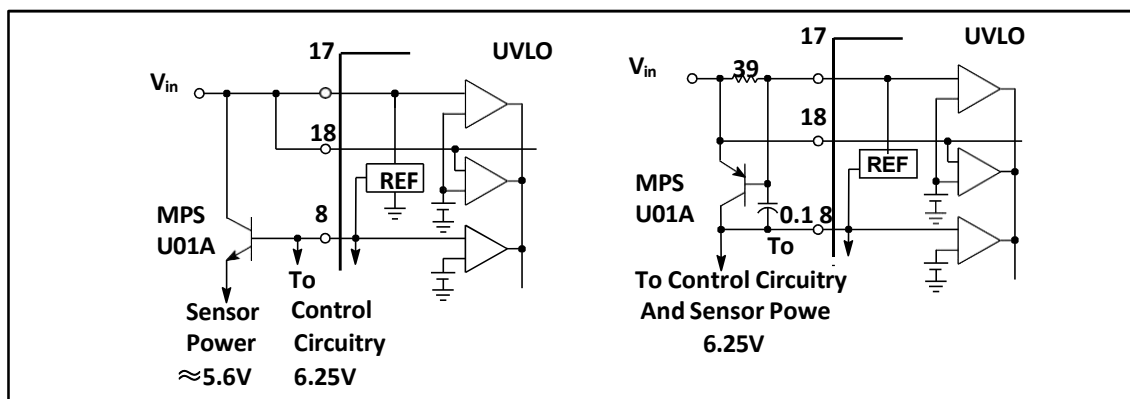 17
UVLO
Vin
18
REF
8
MPS
U01A
To
Control
Circuitry
6.25V
Sensor
Power
≈5.6V
17
UVLO
Vin
39
18
REF
MPS
U01A
0.1
8
To
To Control Circuitry
And Sensor Powe
6.25V